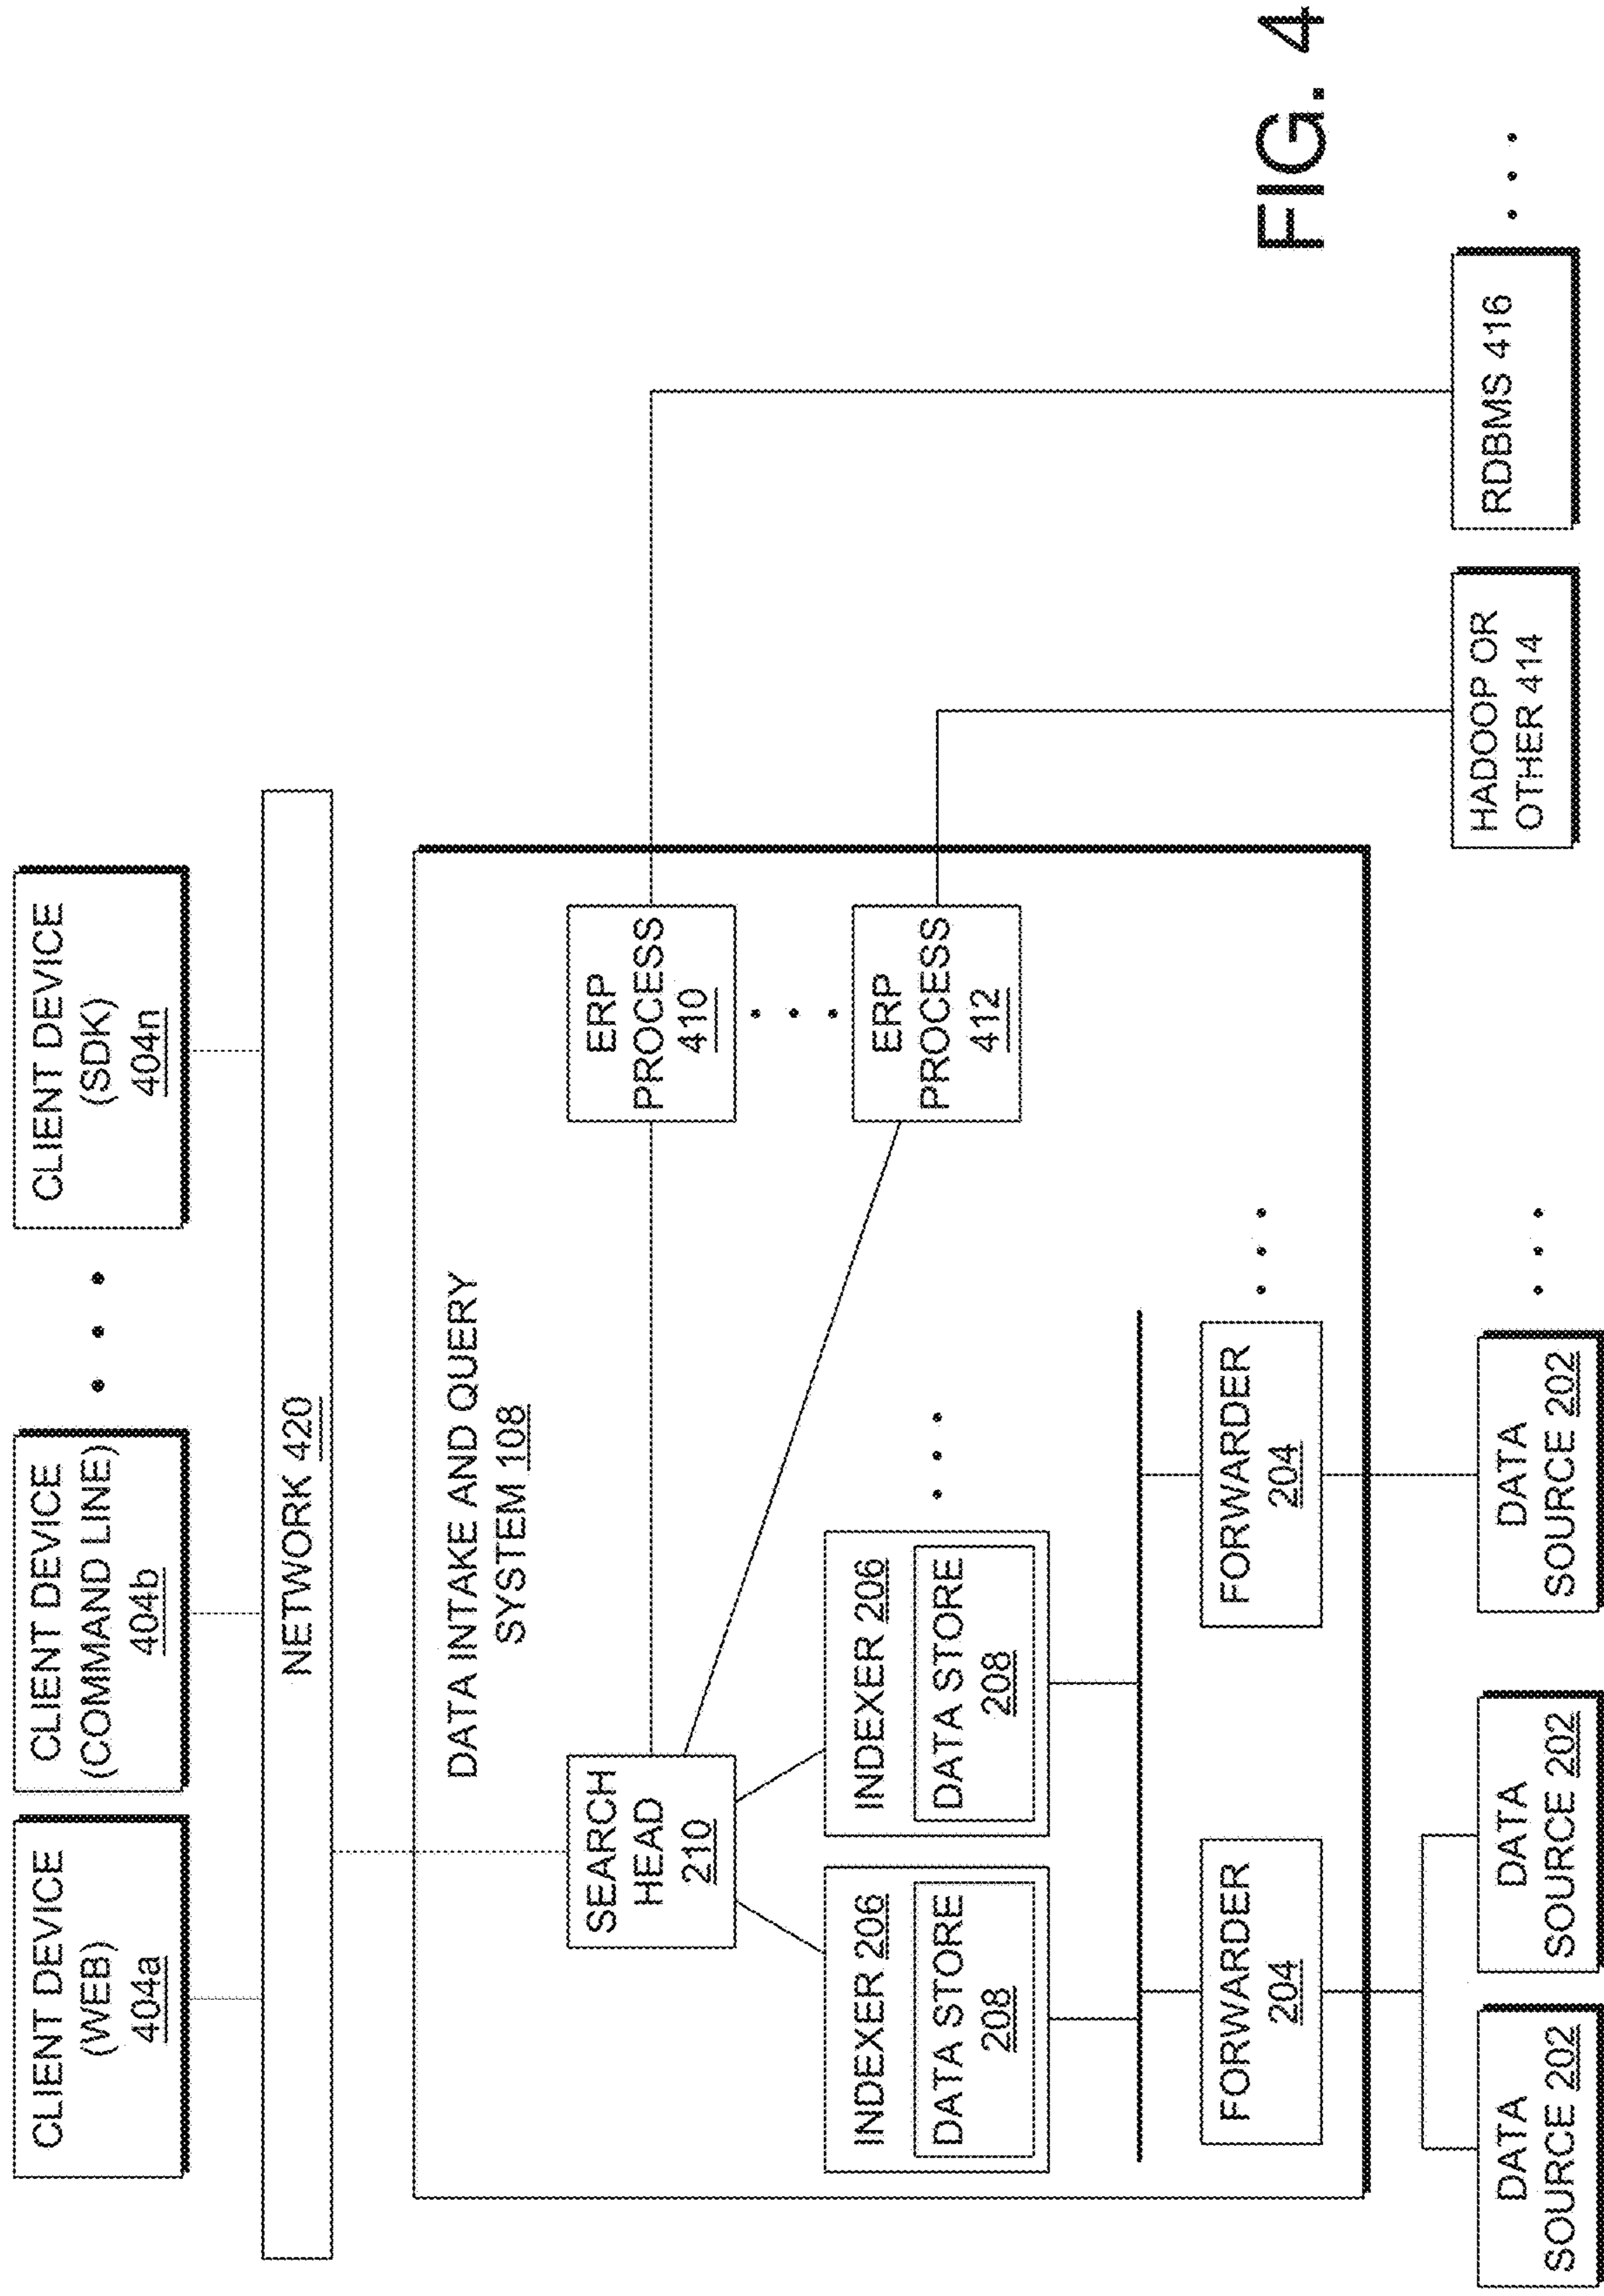 CLIENT DEVICE
(WEB)
404a
CLIENT DEVICE
(COMMAND LINE)
404b
CLIENT DEVICE
(SDK)
404n
NETWORK 420
DATA INTAKE AND QUERY
SYSTEM 108
SEARCH
HEAD
210
ERP
PROCESS
410
ERP
PROCESS
412
INDEXER 206
DATA STORE
208
INDEXER 206
DATA STORE
208
FORWARDER
204
FORWARDER
204
DATA
SOURCE 202
DATA
SOURCE 202
DATA
SOURCE 202
HADOOP OR
OTHER 414
RDBMS 416
FIG. 4